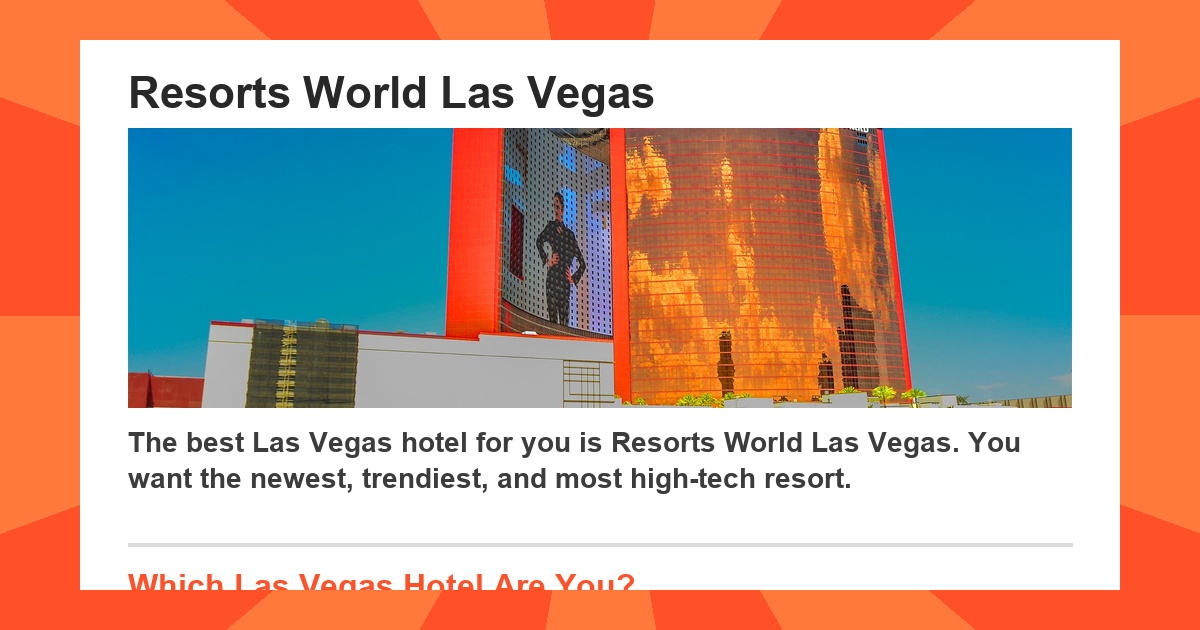 Resorts World Las Vegas
The best Las Vegas hotel for you is Resorts World Las Vegas. You
want the newest, trendiest, and most high-tech resort.
Which Las Vegas Hotel Are You?